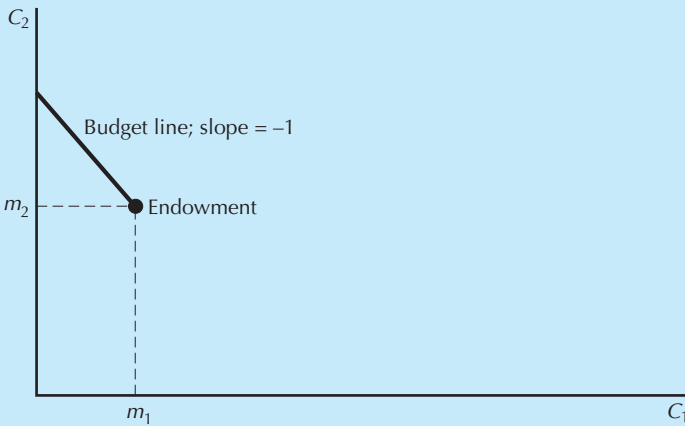 C₂
Budget line; slope = –1
m₂
Endowment
m₁
C₁